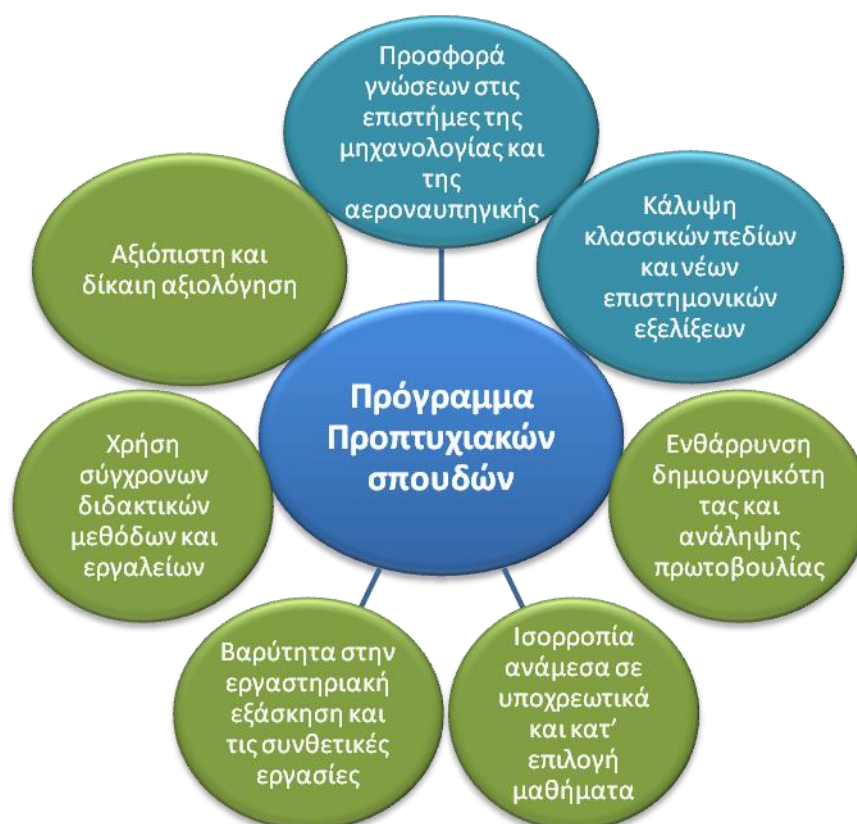 Προσφορά
γνώσεων στις
επιστήμες της
μηχανολογίας και
της
αεροναυπηγικής
Κάλυψη
κλασσικών πεδίων
και νέων
επιστημονικών
εξελίξεων
Ενθάρρυνση
δημιουργικότη
τας και
ανάληψης
πρωτοβουλίας
Ισορροπία
ανάμεσα σε
υποχρεωτικά
και κατ’
επιλογή
μαθήματα
Βαρύτητα στην
εργαστηριακή
εξάσκηση και
τις συνθετικές
εργασίες
Χρήση
σύγχρονων
διδακτικών
μεθόδων και
εργαλείων
Αξιόπιστη και
δίκαιη αξιολόγηση
Πρόγραμμα
Προπτυχιακών
σπουδών